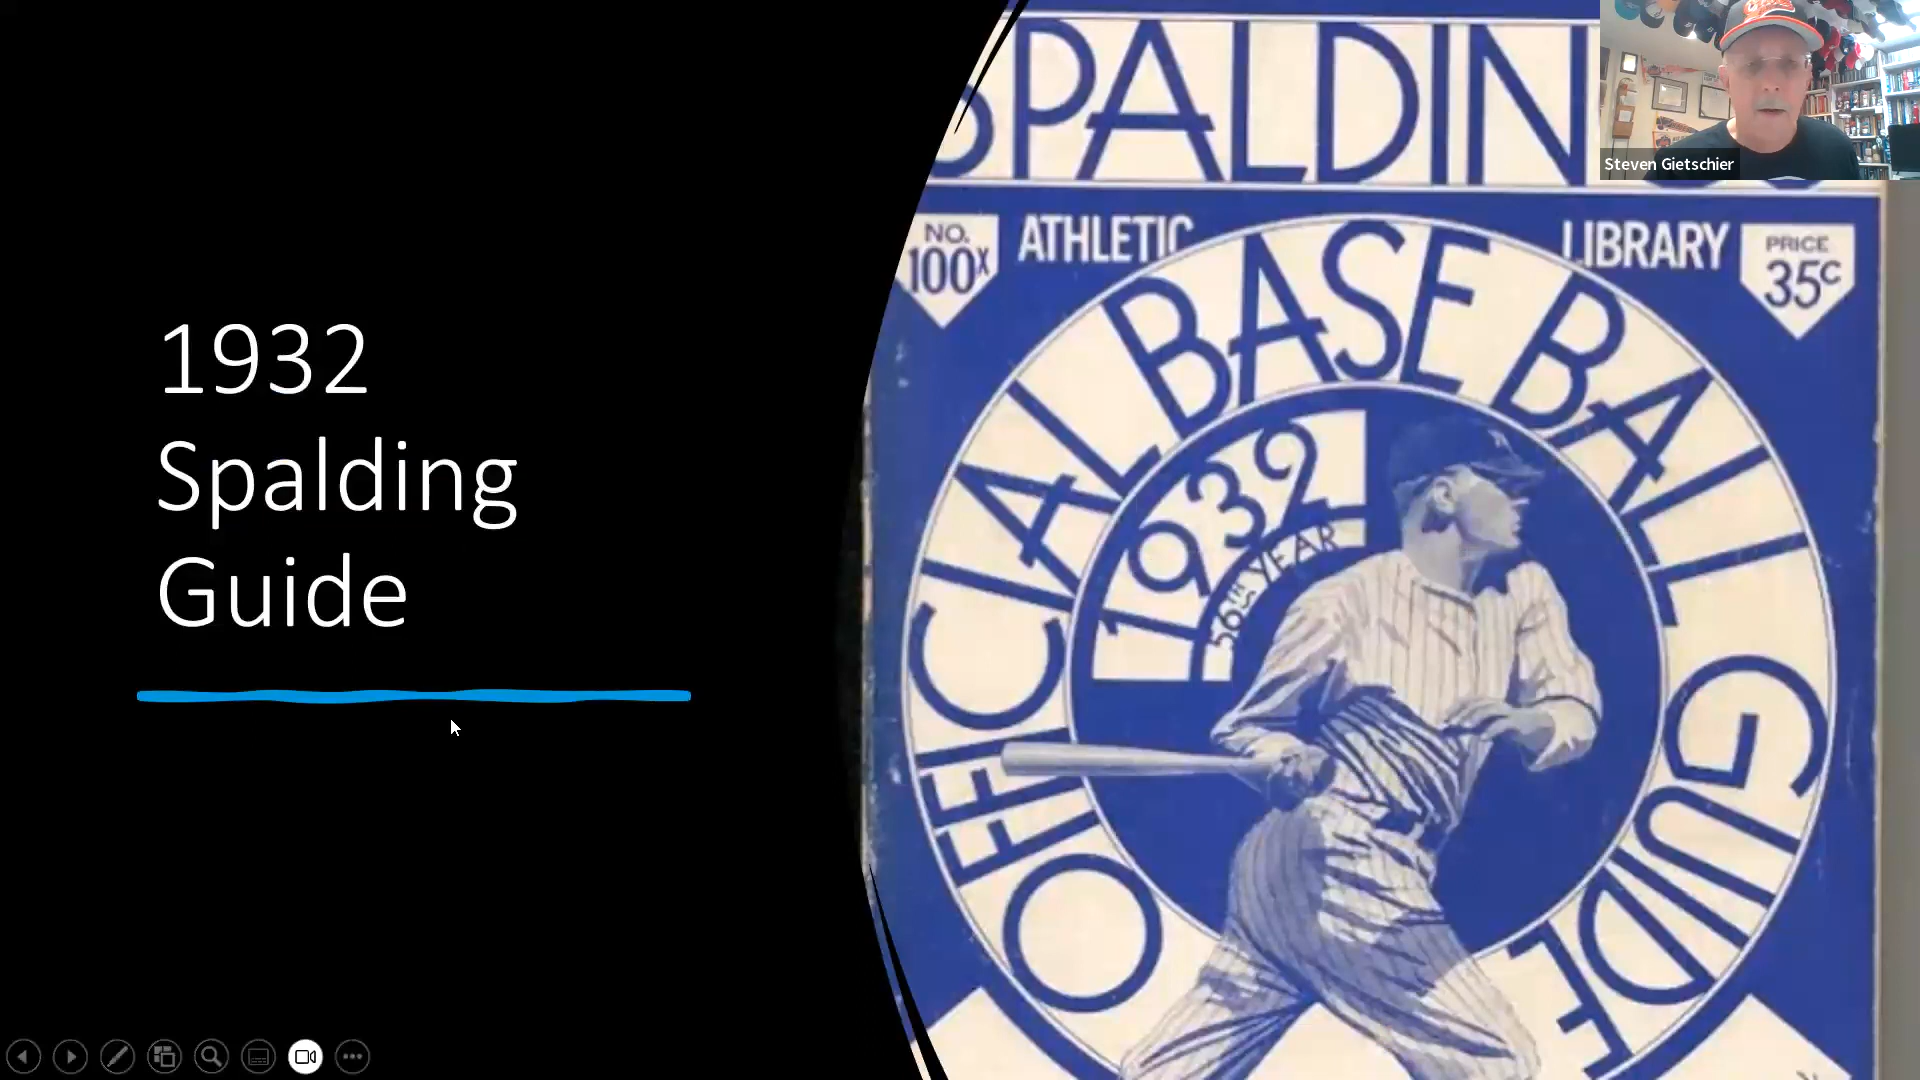 1932
Spalding
Guide
SPALDIN
NO.
100X
ATHLETIC
LIBRARY
PRICE
35c
OFFICIAL BASE BALL GUIDE
1932
56TH YEAR
Steven Gietschier